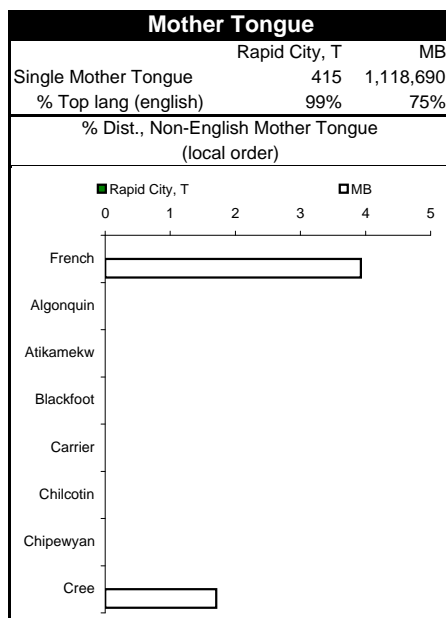 Mother Tongue
Rapid City, T MB
Single Mother Tongue 415 1,118,690
% Top lang (english) 99% 75%
% Dist., Non-English Mother Tongue
(local order)
Rapid City, T MB
0 1 2 3 4 5
French
Algonquin
Atikamekw
Blackfoot
Carrier
Chilcotin
Chipewyan
Cree